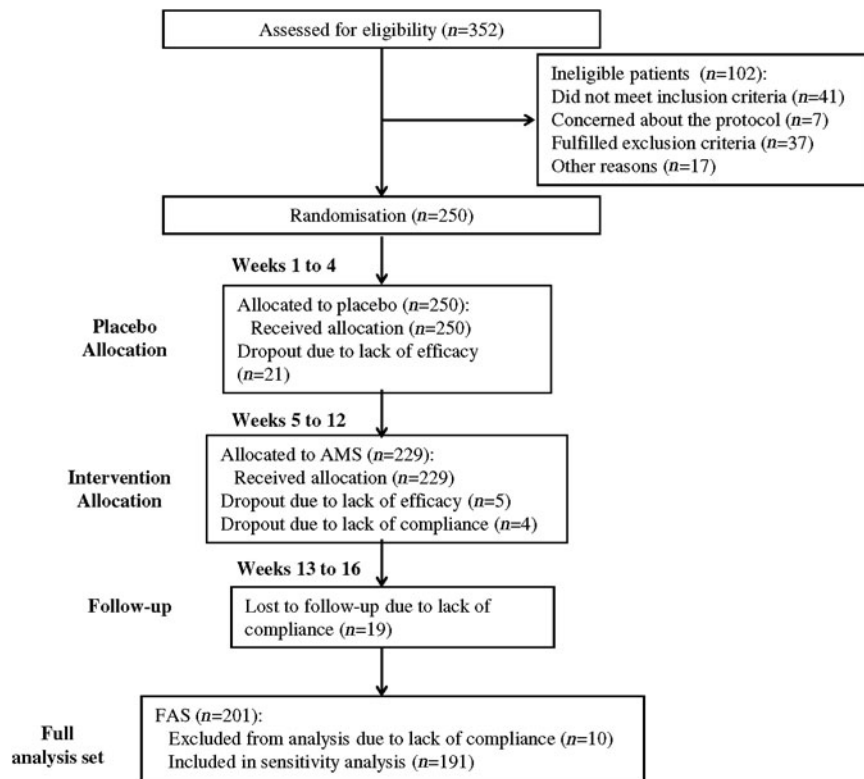 Assessed for eligibility (n=352)
Ineligible patients (n=102):
Did not meet inclusion criteria (n=41)
Concerned about the protocol (n=7)
Fulfilled exclusion criteria (n=37)
Other reasons (n=17)
Randomisation (n=250)
Weeks 1 to 4
Placebo
Allocation
Allocated to placebo (n=250):
Received allocation (n=250)
Dropout due to lack of efficacy
(n=21)
Weeks 5 to 12
Intervention
Allocation
Allocated to AMS (n=229):
Received allocation (n=229)
Dropout due to lack of efficacy (n=5)
Dropout due to lack of compliance (n=4)
Weeks 13 to 16
Follow-up
Lost to follow-up due to lack of
compliance (n=19)
Full
analysis set
FAS (n=201):
Excluded from analysis due to lack of compliance (n=10)
Included in sensitivity analysis (n=191)